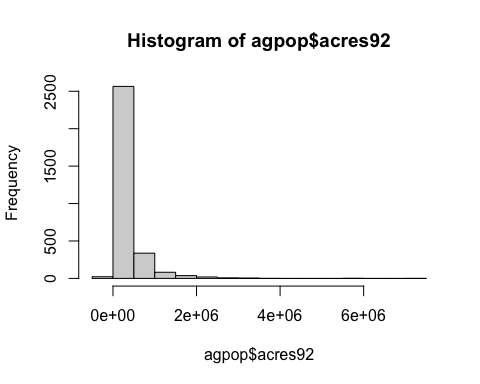 Histogram of agpop$acres92
Frequency
2500
1500
500
0
0e+00 2e+06 4e+06 6e+06
agpop$acres92